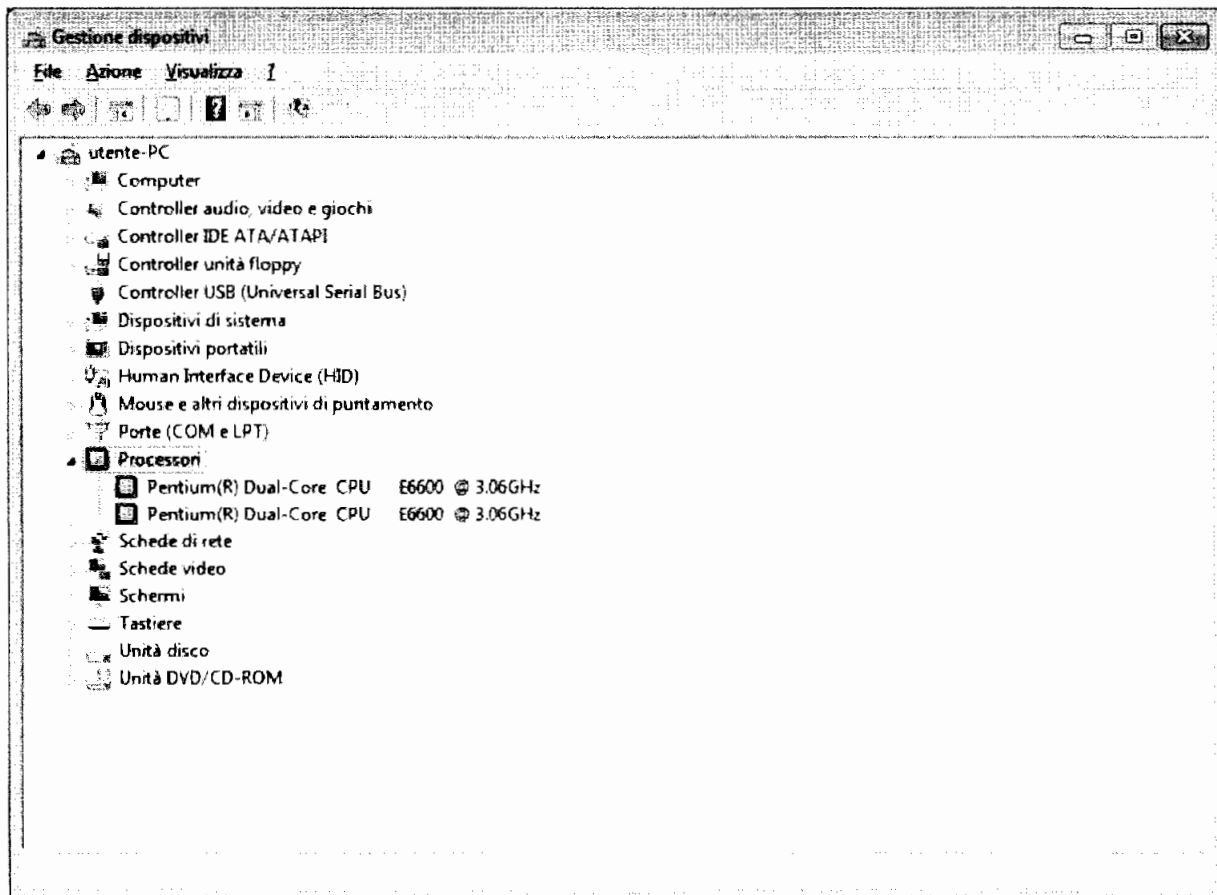 Gestione dispositivi
File Azione Visualizza ?
?
utente-PC
Computer
Controller audio, video e giochi
Controller IDE ATA/ATAPI
Controller unità floppy
Controller USB (Universal Serial Bus)
Dispositivi di sistema
Dispositivi portatili
Human Interface Device (HID)
Mouse e altri dispositivi di puntamento
Porte (COM e LPT)
Processori
Pentium(R) Dual-Core CPU E6600 @ 3.06GHz
Pentium(R) Dual-Core CPU E6600 @ 3.06GHz
Schede di rete
Schede video
Schermi
Tastiere
Unità disco
Unità DVD/CD-ROM